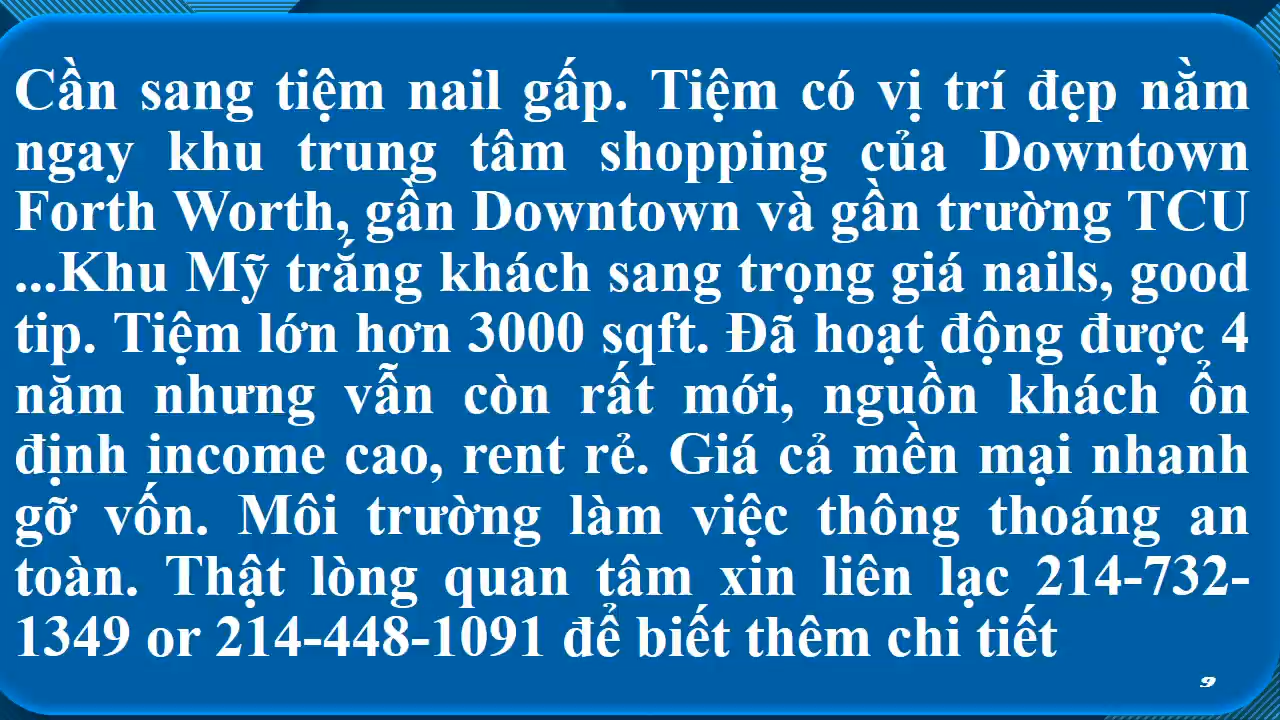 Cần sang tiệm nail gấp. Tiệm có vị trí đẹp nằm
ngay khu trung tâm shopping của Downtown
Forth Worth, gần Downtown và gần trường TCU
...Khu Mỹ trắng khách sang trọng giá nails, good
tip. Tiệm lớn hơn 3000 sqft. Đã hoạt động được 4
năm nhưng vẫn còn rất mới, nguồn khách ổn
định income cao, rent rẻ. Giá cả mền mại nhanh
gỡ vốn. Môi trường làm việc thông thoáng an
toàn. Thật lòng quan tâm xin liên lạc 214-732-
1349 or 214-448-1091 để biết thêm chi tiết
9